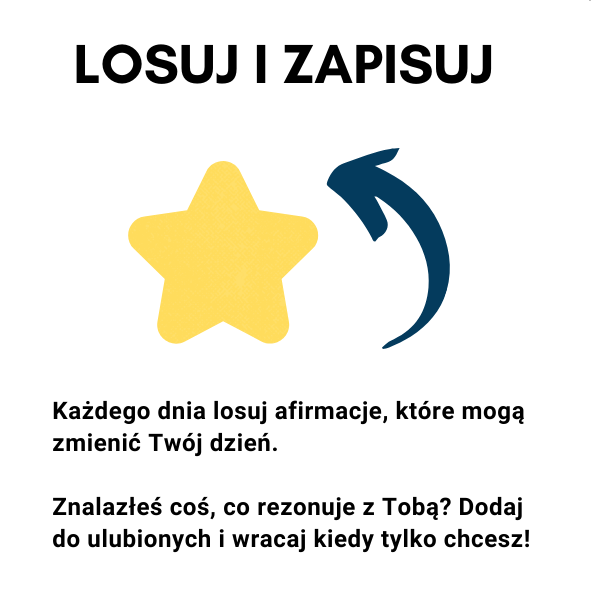 LOSUJ I ZAPISUJ
Każdego dnia losuj afirmacje, które mogą
zmienić Twój dzień.
Znalazłeś coś, co rezonuje z Tobą? Dodaj
do ulubionych i wracaj kiedy tylko chcesz!